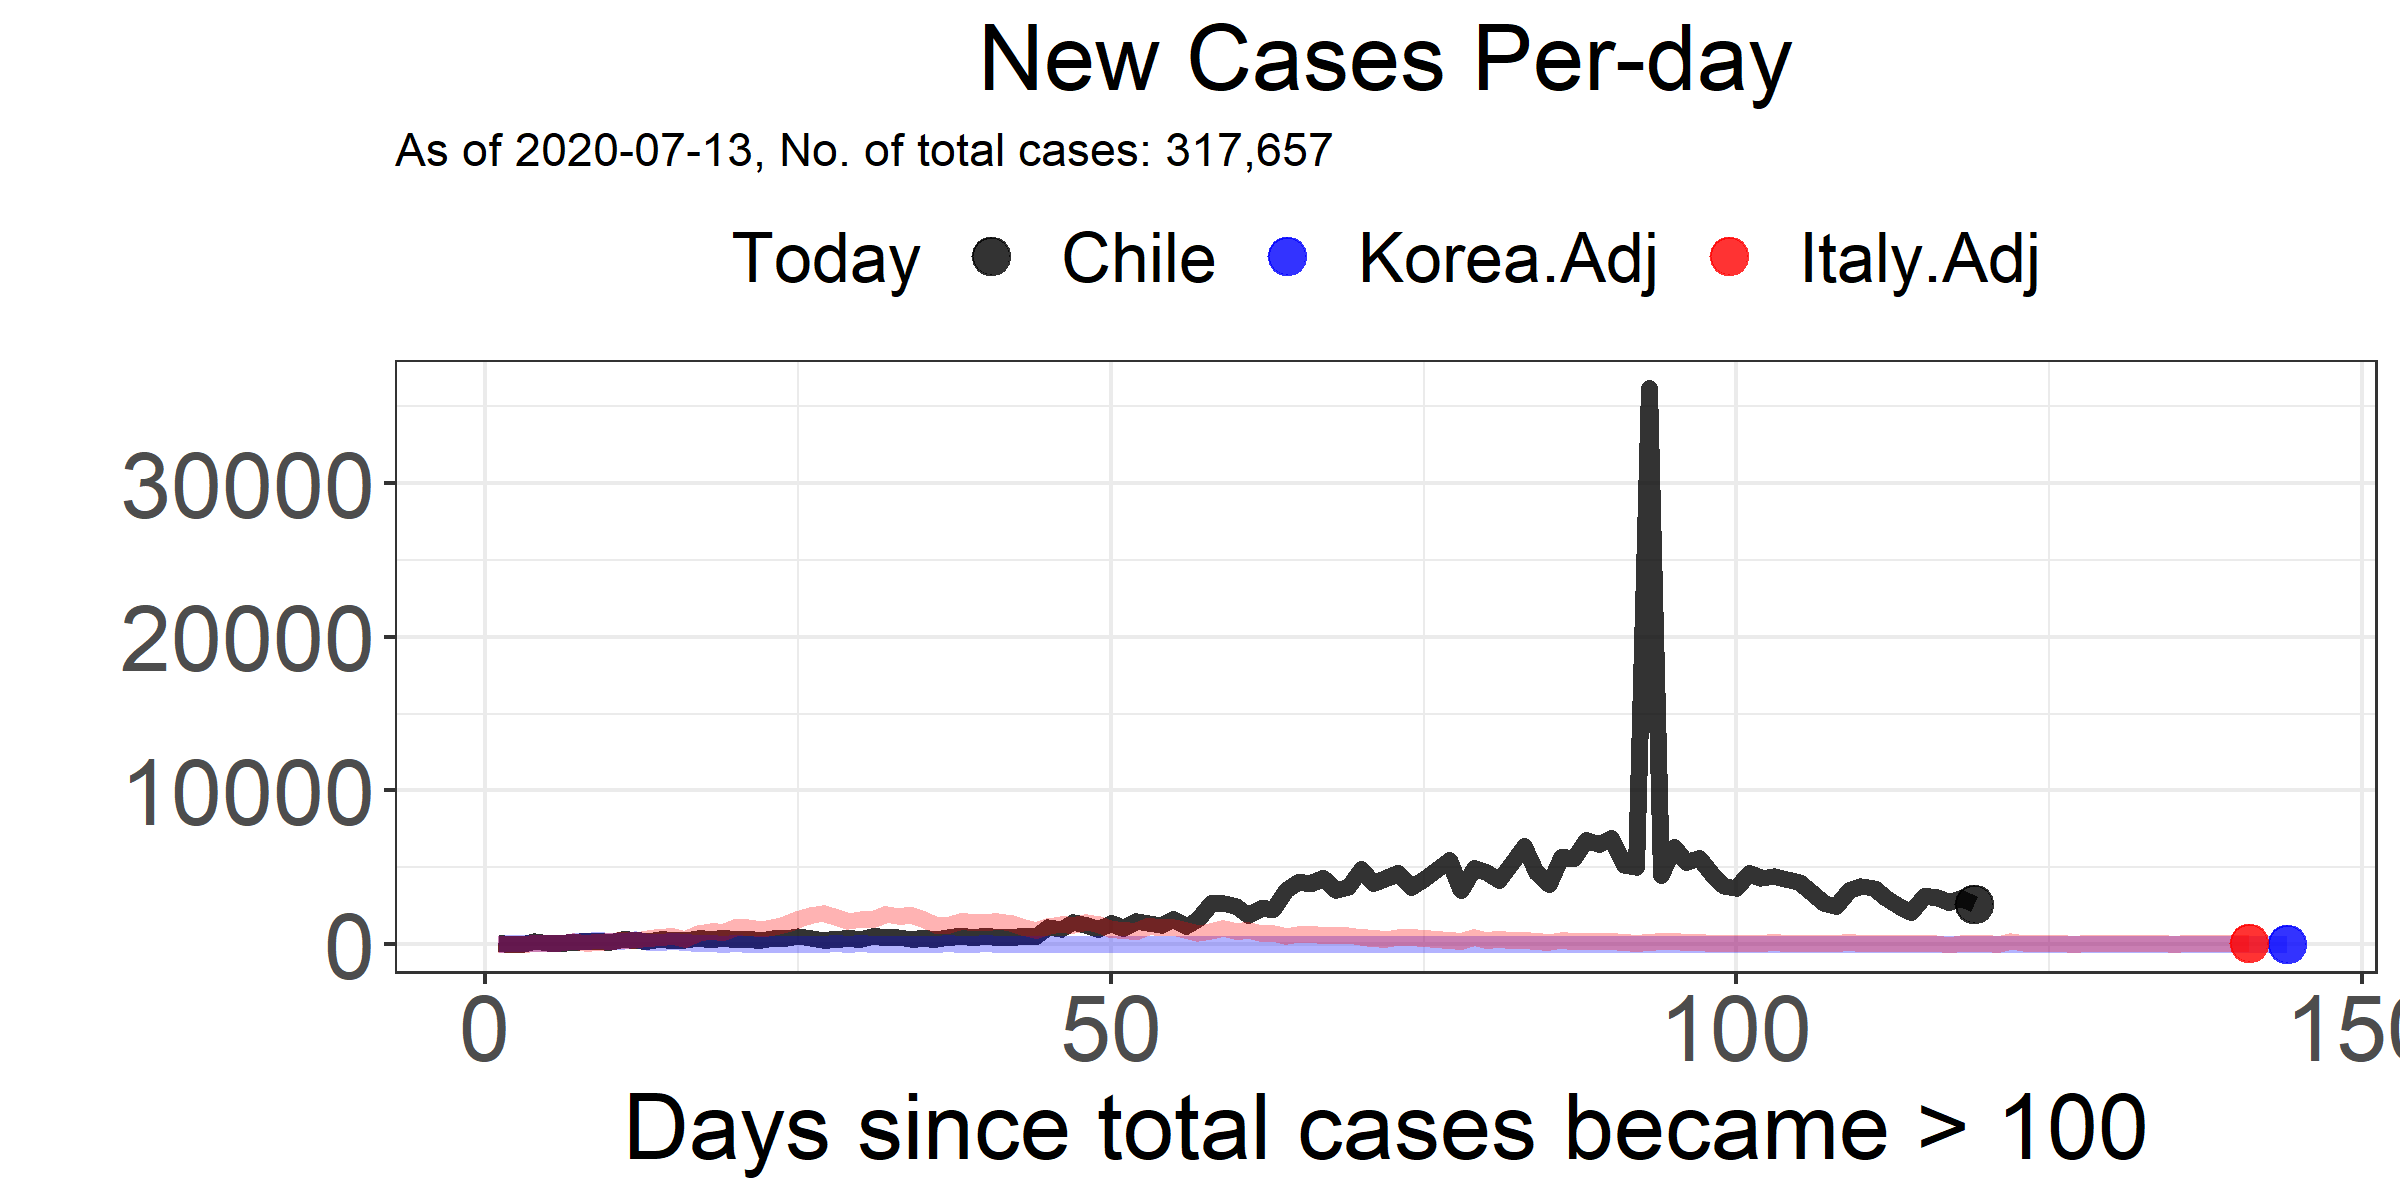 New Cases Per-day
As of 2020-07-13, No. of total cases: 317,657
Today Chile Korea.Adj Italy.Adj
30000
20000
10000
0
0 50 100 150
Days since total cases became > 100